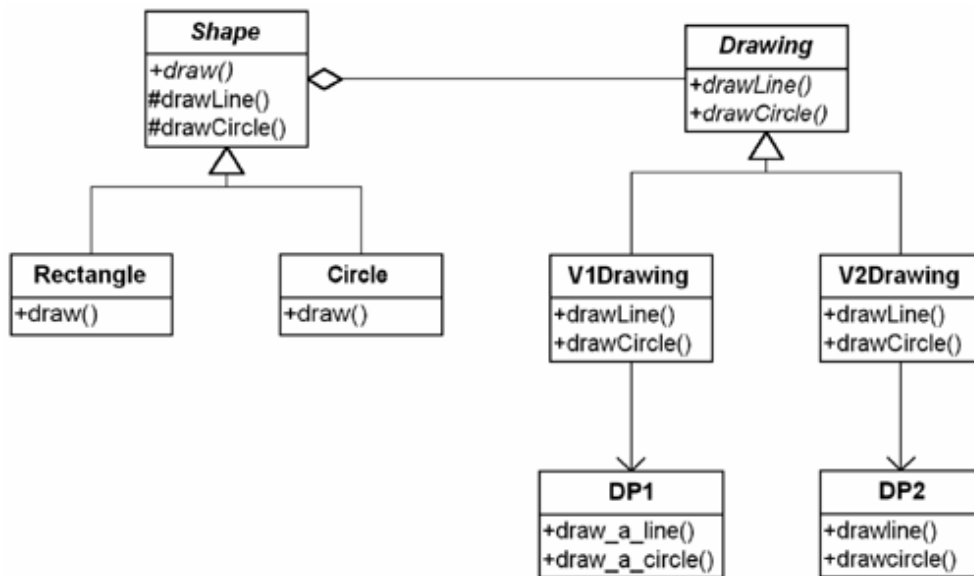 Shape
+draw()
#drawLine()
#drawCircle()
Drawing
+drawLine()
+drawCircle()
Rectangle
+draw()
Circle
+draw()
V1Drawing
+drawLine()
+drawCircle()
V2Drawing
+drawLine()
+drawCircle()
DP1
+draw_a_line()
+draw_a_circle()
DP2
+drawline()
+drawcircle()